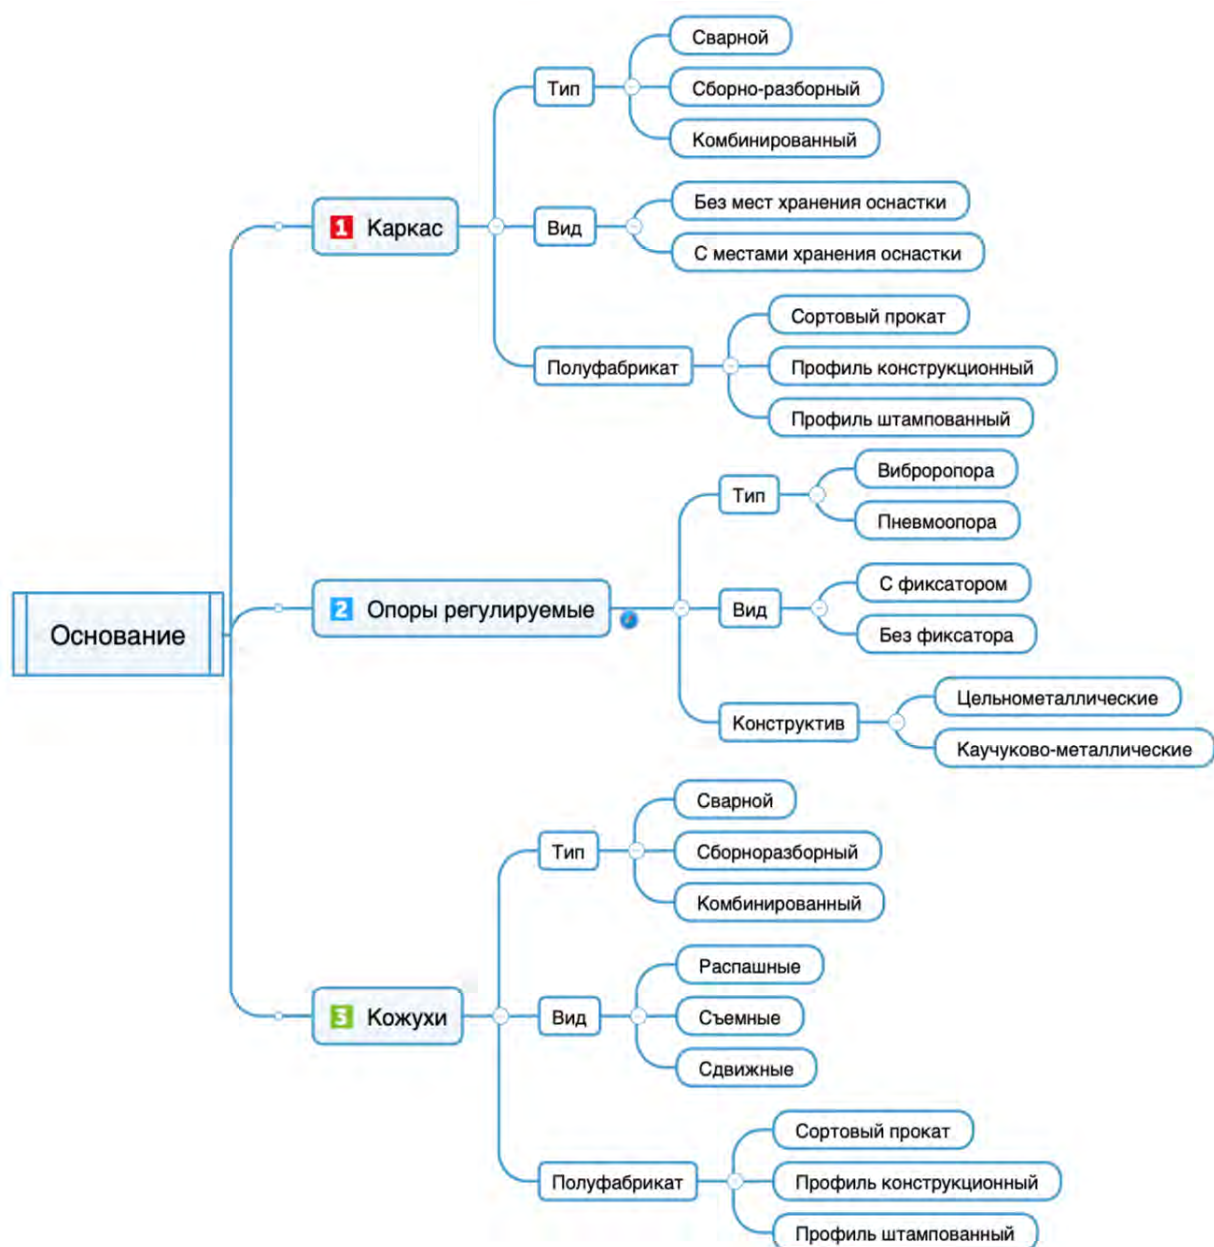 Основание
1 Каркас
Тип
Сварной
Сборно-разборный
Комбинированный
Вид
Без мест хранения оснастки
С местами хранения оснастки
Полуфабрикат
Сортовый прокат
Профиль конструкционный
Профиль штампованный
2 Опоры регулируемые
Тип
Виброропора
Пневмоопора
Вид
С фиксатором
Без фиксатора
Конструктив
Цельнометаллические
Каучуково-металлические
3 Кожухи
Тип
Сварной
Сборноразборный
Комбинированный
Вид
Распашные
Съемные
Сдвижные
Полуфабрикат
Сортовый прокат
Профиль конструкционный
Профиль штампованный